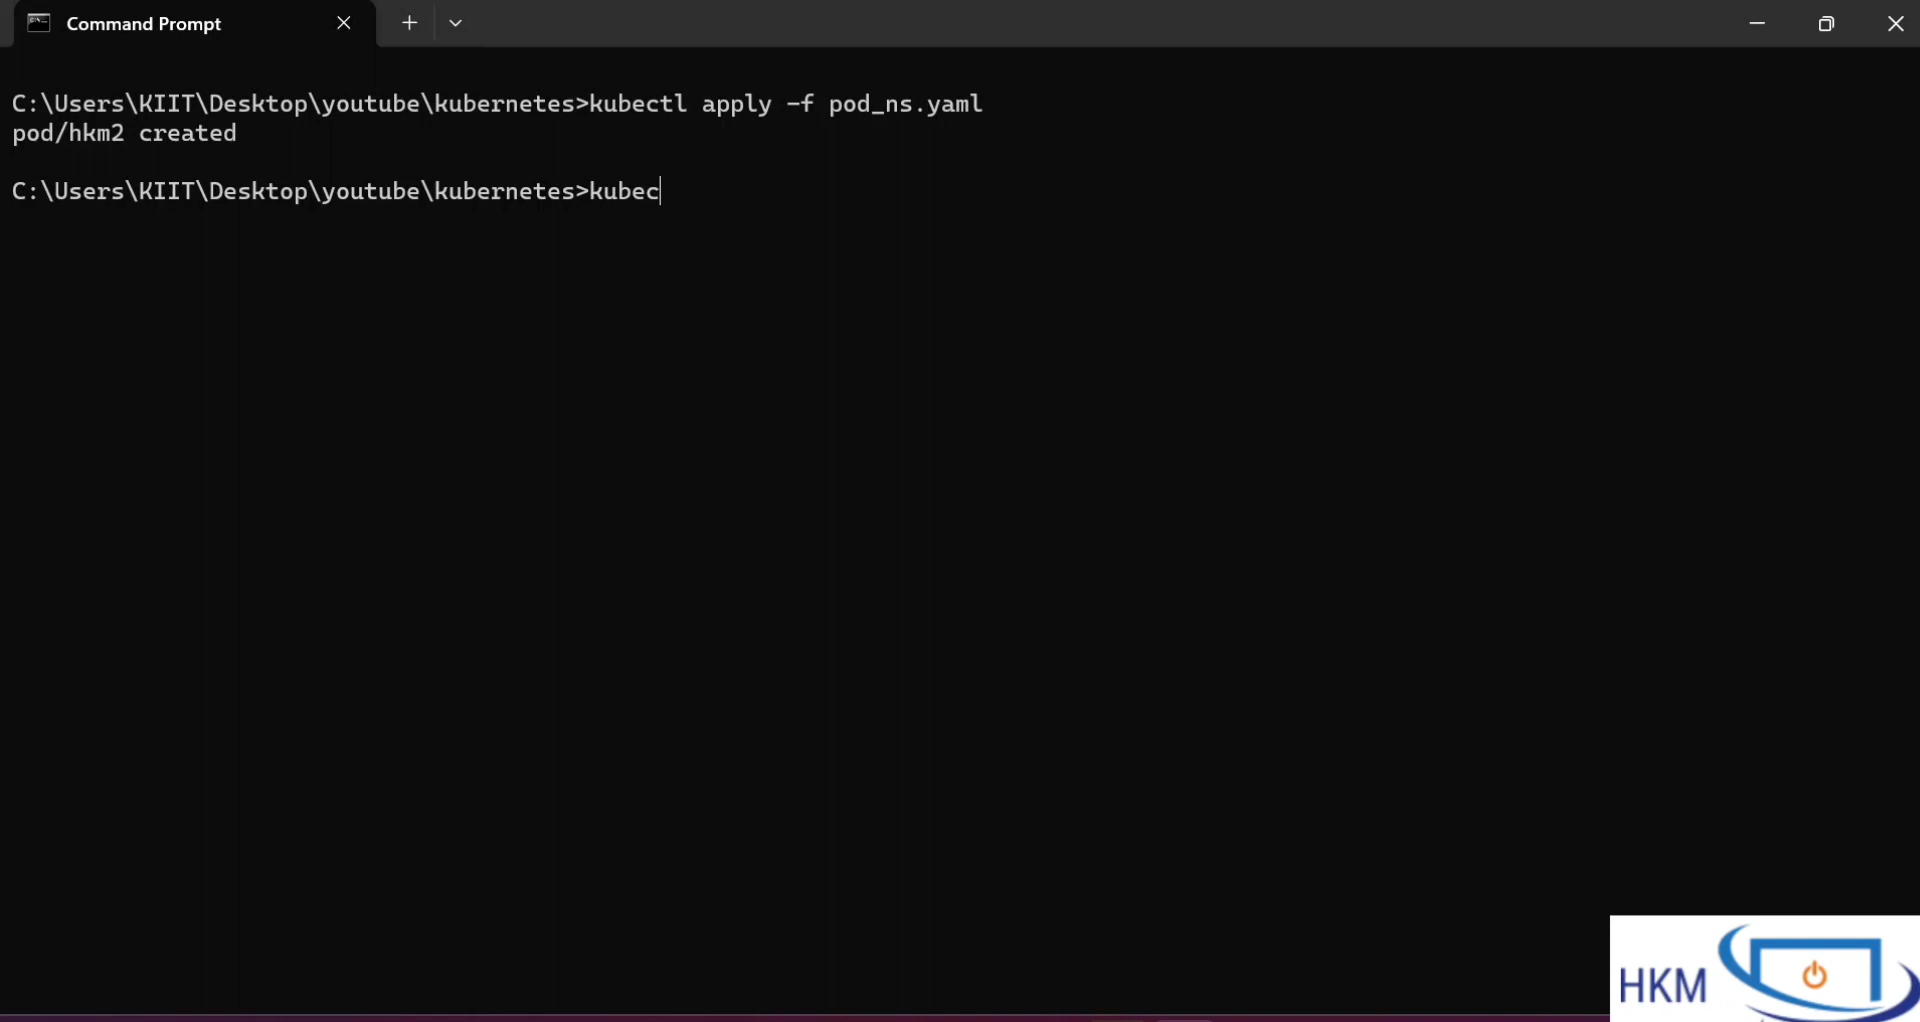 Command Prompt
C:\Users\KIIT\Desktop\youtube\kubernetes>kubectl apply -f pod_ns.yaml
pod/hkm2 created
C:\Users\KIIT\Desktop\youtube\kubernetes>kubec
HKM